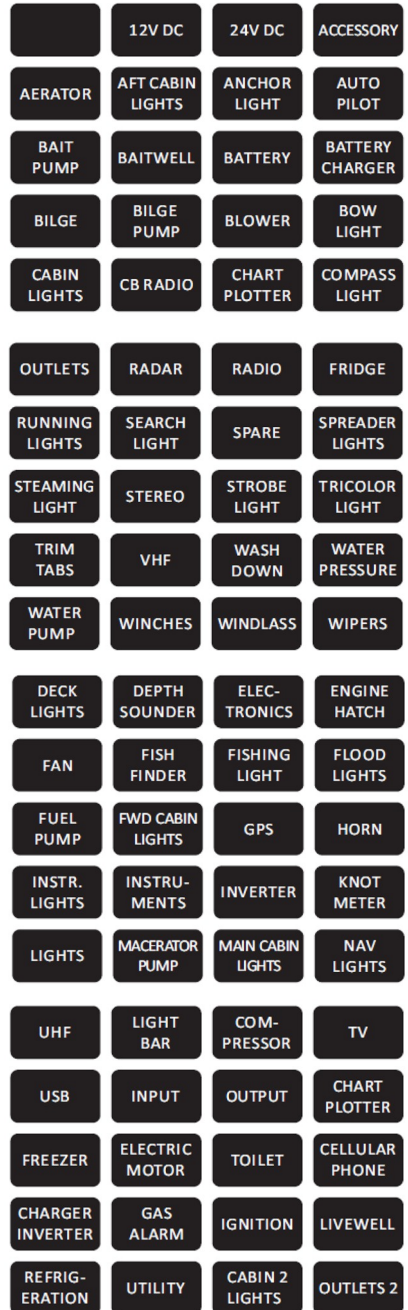 12V DC
24V DC
ACCESSORY
AERATOR
AFT CABIN
LIGHTS
ANCHOR
LIGHT
AUTO
PILOT
BAIT
PUMP
BAITWELL
BATTERY
BATTERY
CHARGER
BILGE
BILGE
PUMP
BLOWER
BOW
LIGHT
CABIN
LIGHTS
CB RADIO
CHART
PLOTTER
COMPASS
LIGHT
OUTLETS
RADAR
RADIO
FRIDGE
RUNNING
LIGHTS
SEARCH
LIGHT
SPARE
SPREADER
LIGHTS
STEAMING
LIGHT
STEREO
STROBE
LIGHT
TRICOLOR
LIGHT
TRIM
TABS
VHF
WASH
DOWN
WATER
PRESSURE
WATER
PUMP
WINCHES
WINDLASS
WIPERS
DECK
LIGHTS
DEPTH
SOUNDER
ELEC-
TRONICS
ENGINE
HATCH
FAN
FISH
FINDER
FISHING
LIGHT
FLOOD
LIGHTS
FUEL
PUMP
FWD CABIN
LIGHTS
GPS
HORN
INSTR.
LIGHTS
INSTRU-
MENTS
INVERTER
KNOT
METER
LIGHTS
MACERATOR
PUMP
MAIN CABIN
LIGHTS
NAV
LIGHTS
UHF
LIGHT
BAR
COM-
PRESSOR
TV
USB
INPUT
OUTPUT
CHART
PLOTTER
FREEZER
ELECTRIC
MOTOR
TOILET
CELLULAR
PHONE
CHARGER
INVERTER
GAS
ALARM
IGNITION
LIVEWELL
REFRIG-
ERATION
UTILITY
CABIN 2
LIGHTS
OUTLETS 2